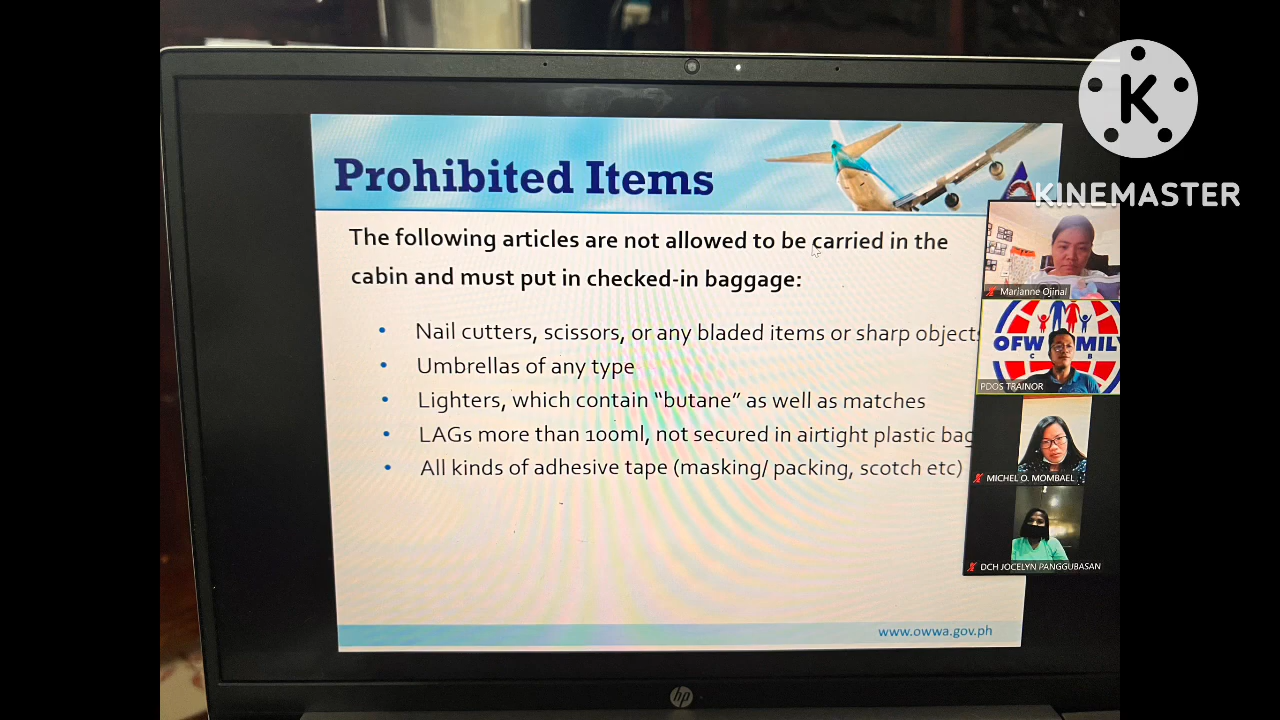 KINEMASTER
Prohibited Items
The following articles are not allowed to be carried in the
cabin and must put in checked-in baggage:
Nail cutters, scissors, or any bladed items or sharp objects
Umbrellas of any type
Lighters, which contain "butane" as well as matches
LAGs more than 100ml, not secured in airtight plastic bag
All kinds of adhesive tape (masking/ packing, scotch etc)
www.owwa.gov.ph
Marianne Ojinal
OFW FAMILY
PDOS TRAINOR
MICHEL O. MOMBAEL
DCH JOCELYN PANGGUBASAN
hp